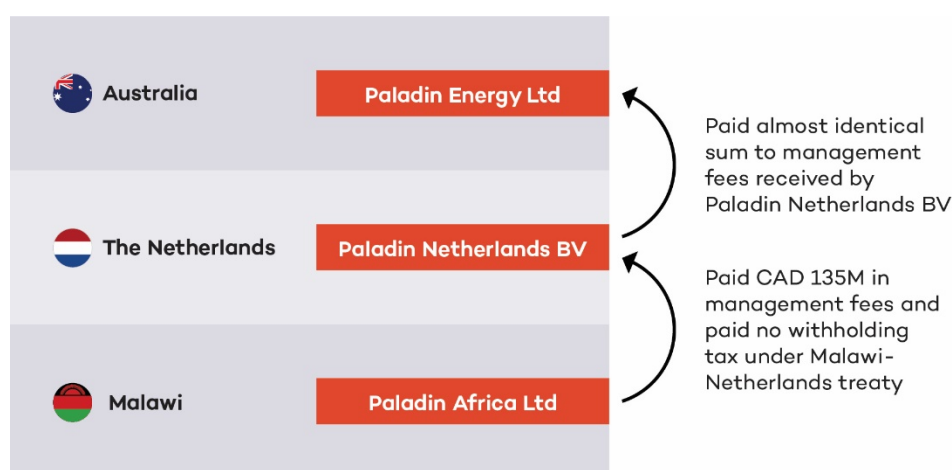 Australia
Paladin Energy Ltd
Paid almost identical
sum to management
fees received by
Paladin Netherlands BV
The Netherlands
Paladin Netherlands BV
Paid CAD 135M in
management fees and
paid no withholding
tax under Malawi-
Netherlands treaty
Malawi
Paladin Africa Ltd